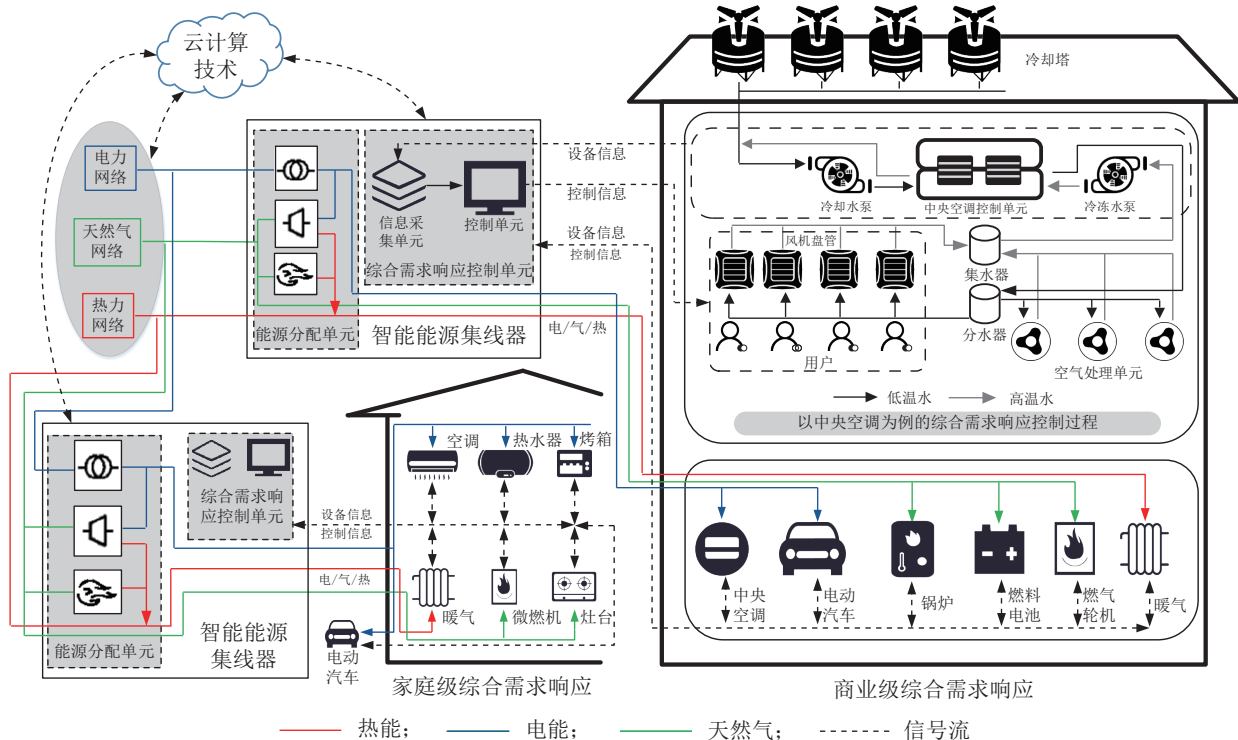 云计算
技术
电力
网络
天然气
网络
热力
网络
信息采
集单元
控制单元
综合需求响应控制单元
能源分配单元
智能能源集线器
设备信息
控制信息
设备信息
控制信息
电/气/热
冷却塔
冷却水泵
中央空调控制单元
冷冻水泵
风机盘管
集水器
分水器
用户
空气处理单元
低温水
高温水
以中央空调为例的综合需求响应控制过程
综合需求响
应控制单元
能源分配单元
智能能源
集线器
设备信息
控制信息
电/气/热
空调
热水器
烤箱
暖气
微燃机
灶台
电动
汽车
家庭级综合需求响应
中央
空调
电动
汽车
锅炉
燃料
电池
燃气
轮机
暖气
商业级综合需求响应
热能；
电能；
天然气；
信号流